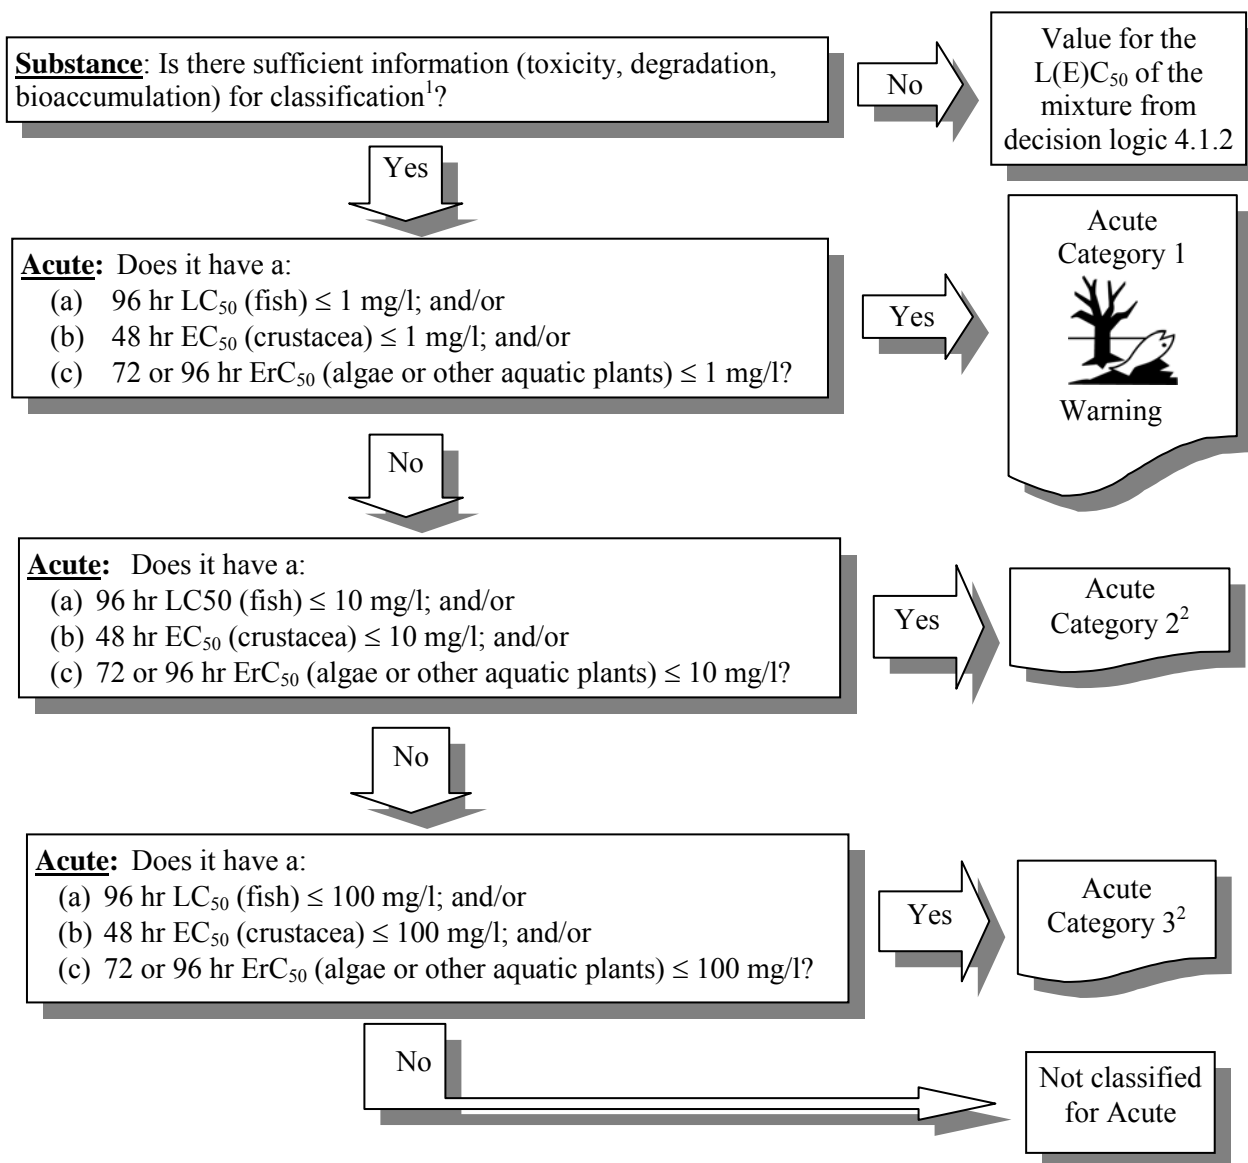 Substance: Is there sufficient information (toxicity, degradation,
bioaccumulation) for classification¹?
No
Value for the
L(E)C₅₀ of the
mixture from
decision logic 4.1.2
Yes
Acute: Does it have a:
(a) 96 hr LC₅₀ (fish) ≤ 1 mg/l; and/or
(b) 48 hr EC₅₀ (crustacea) ≤ 1 mg/l; and/or
(c) 72 or 96 hr ErC₅₀ (algae or other aquatic plants) ≤ 1 mg/l?
Yes
Acute
Category 1
Warning
No
Acute: Does it have a:
(a) 96 hr LC50 (fish) ≤ 10 mg/l; and/or
(b) 48 hr EC₅₀ (crustacea) ≤ 10 mg/l; and/or
(c) 72 or 96 hr ErC₅₀ (algae or other aquatic plants) ≤ 10 mg/l?
Yes
Acute
Category 2²
No
Acute: Does it have a:
(a) 96 hr LC₅₀ (fish) ≤ 100 mg/l; and/or
(b) 48 hr EC₅₀ (crustacea) ≤ 100 mg/l; and/or
(c) 72 or 96 hr ErC₅₀ (algae or other aquatic plants) ≤ 100 mg/l?
Yes
Acute
Category 3²
No
Not classified
for Acute